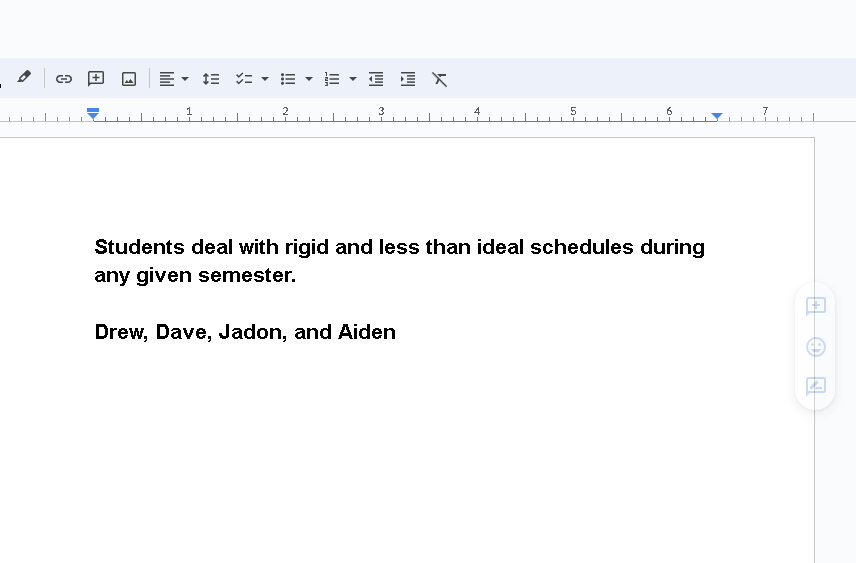 1 2 3 4 5 6 7
Students deal with rigid and less than ideal schedules during
any given semester.
Drew, Dave, Jadon, and Aiden